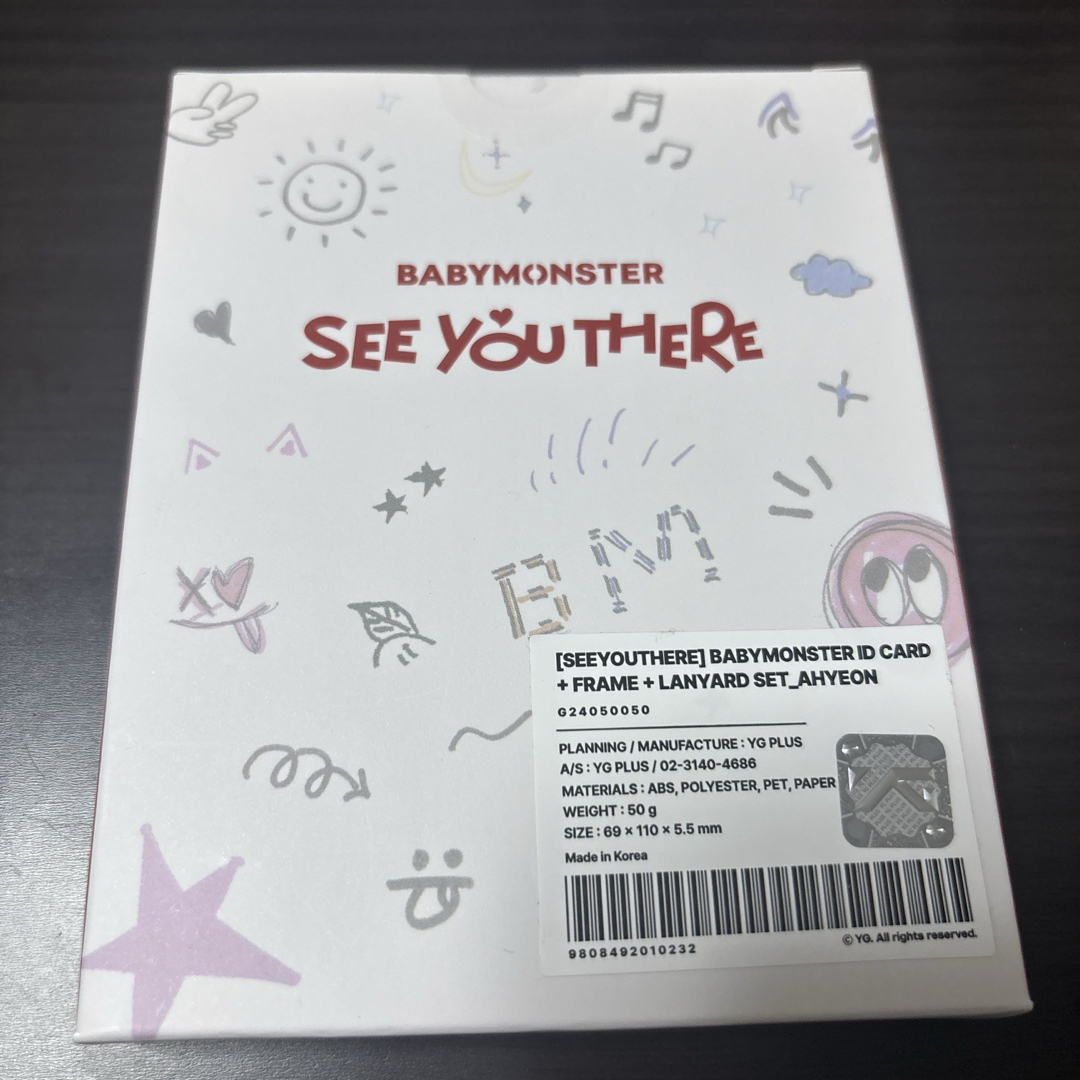 BABYMONSTER
SEE YOU THERE
X
BM
[SEEYOUTHERE] BABYMONSTER ID CARD
+ FRAME + LANYARD SET_AHYEON
G24050050
PLANNING / MANUFACTURE : YG PLUS
A/S : YG PLUS / 02-3140-4686
MATERIALS : ABS, POLYESTER, PET, PAPER
WEIGHT : 50 g
SIZE : 69 × 110 × 5.5 mm
Made in Korea
© YG. All rights reserved.
9808492010232